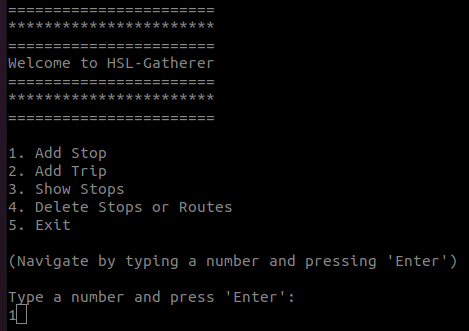 =======================
***********************
=======================
Welcome to HSL-Gatherer
=======================
***********************
=======================
1. Add Stop
2. Add Trip
3. Show Stops
4. Delete Stops or Routes
5. Exit
(Navigate by typing a number and pressing 'Enter')
Type a number and press 'Enter':
1